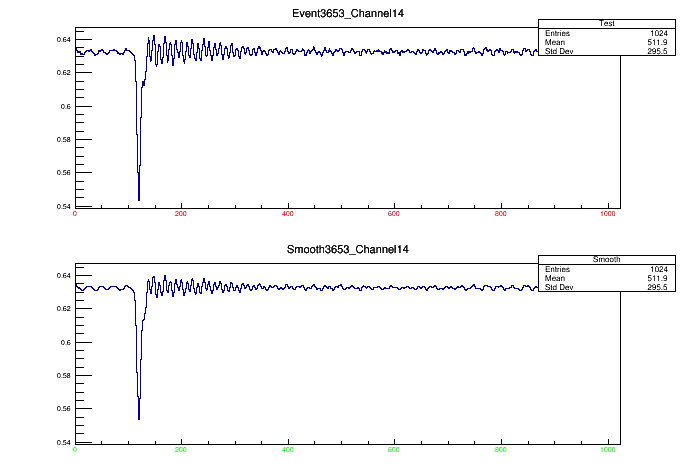 Event3653_Channel14
Test
Entries 1024
Mean 511.9
Std Dev 295.5
0.64
0.62
0.6
0.58
0.56
0.54
0 200 400 600 800 1000
Smooth3653_Channel14
Smooth
Entries 1024
Mean 511.9
Std Dev 295.5
0.64
0.62
0.6
0.58
0.56
0.54
0 200 400 600 800 1000